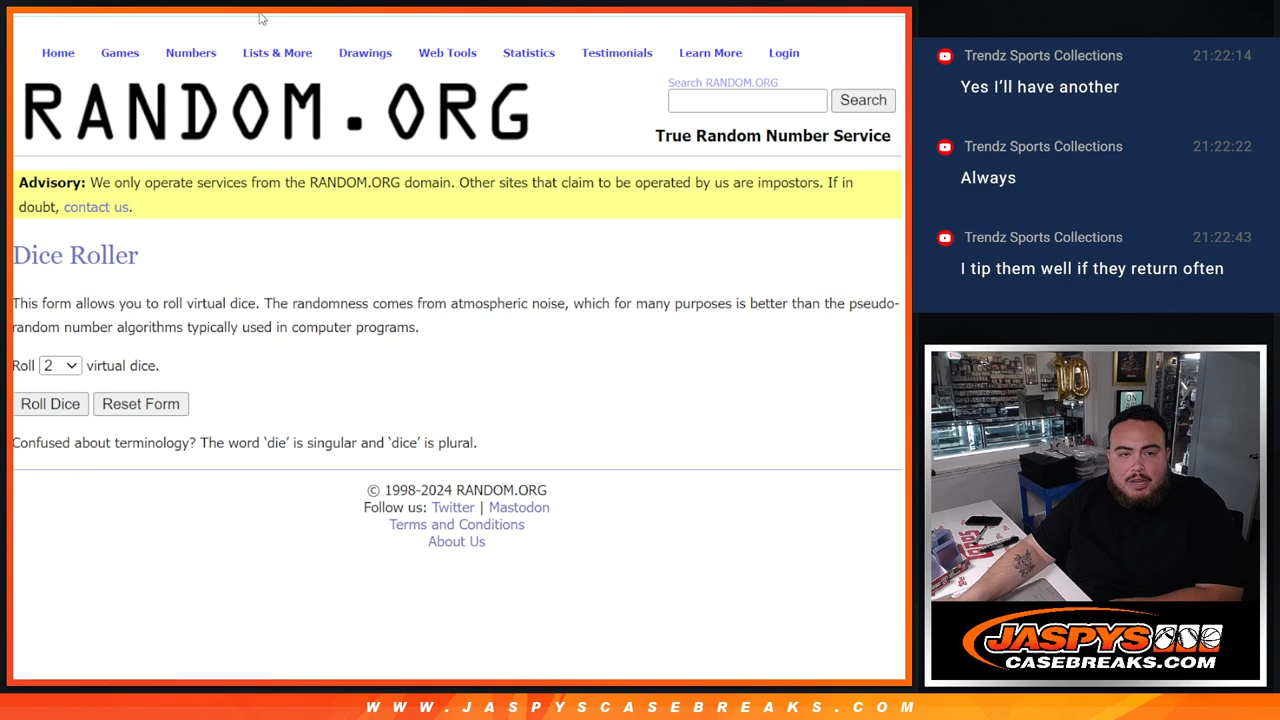 Home Games Numbers Lists & More Drawings Web Tools Statistics Testimonials Learn More Login
RANDOM.ORG
Search RANDOM.ORG
Search
True Random Number Service
Advisory: We only operate services from the RANDOM.ORG domain. Other sites that claim to be operated by us are impostors. If in
doubt, contact us.
Dice Roller
This form allows you to roll virtual dice. The randomness comes from atmospheric noise, which for many purposes is better than the pseudo-
random number algorithms typically used in computer programs.
Roll 2 virtual dice.
Roll Dice Reset Form
Confused about terminology? The word ‘die’ is singular and ‘dice’ is plural.
© 1998-2024 RANDOM.ORG
Follow us: Twitter | Mastodon
Terms and Conditions
About Us
Trendz Sports Collections 21:22:14
Yes I’ll have another
Trendz Sports Collections 21:22:22
Always
Trendz Sports Collections 21:22:43
I tip them well if they return often
10
JASPYS
CASEBREAKS.COM
WWW.JASPYSCASEBREAKS.COM